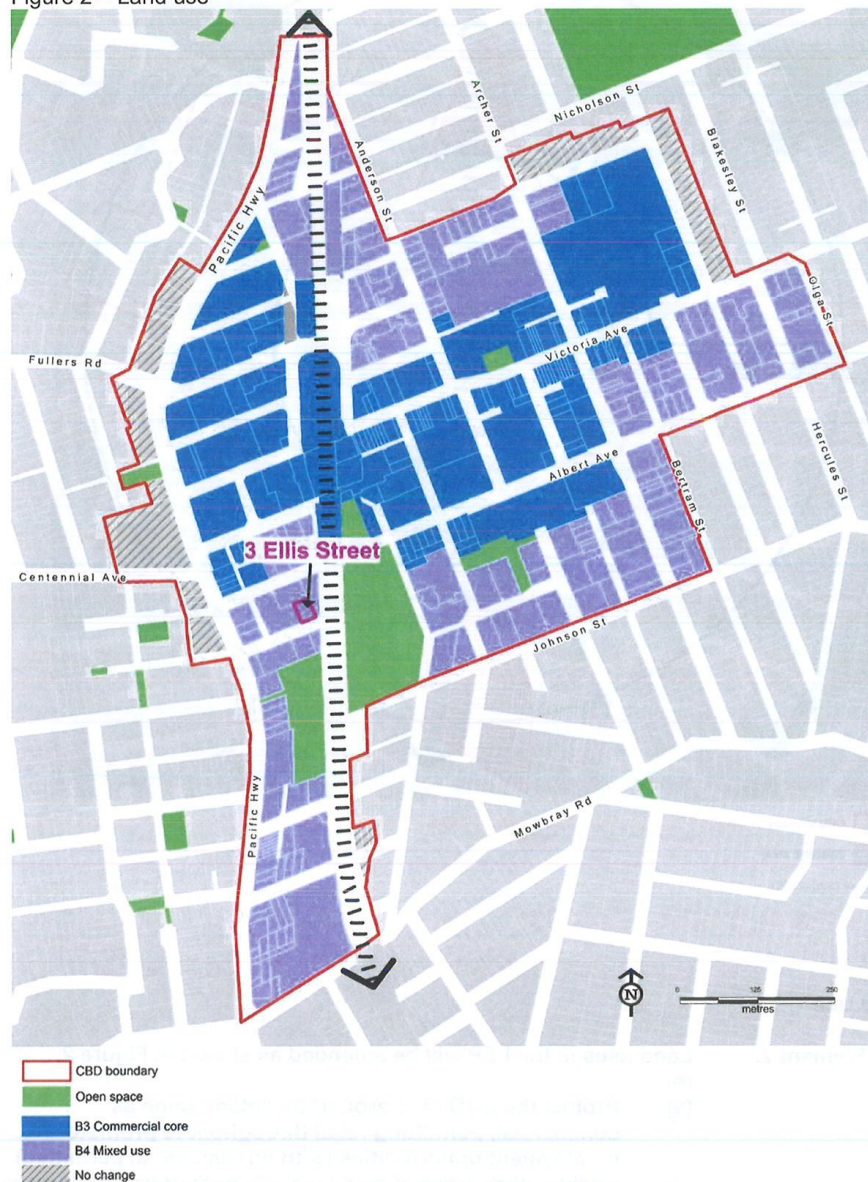 Figure 2 – Land use
Archer St
Nicholson St
Blakesley St
Anderson St
Pacific Hwy
Olga St
Fullers Rd
Victoria Ave
Hercules St
Albert Ave
Bertram St
3 Ellis Street
Centennial Ave
Johnson St
Pacific Hwy
Mowbray Rd
N
0 125 250
metres
CBD boundary
Open space
B3 Commercial core
B4 Mixed use
No change